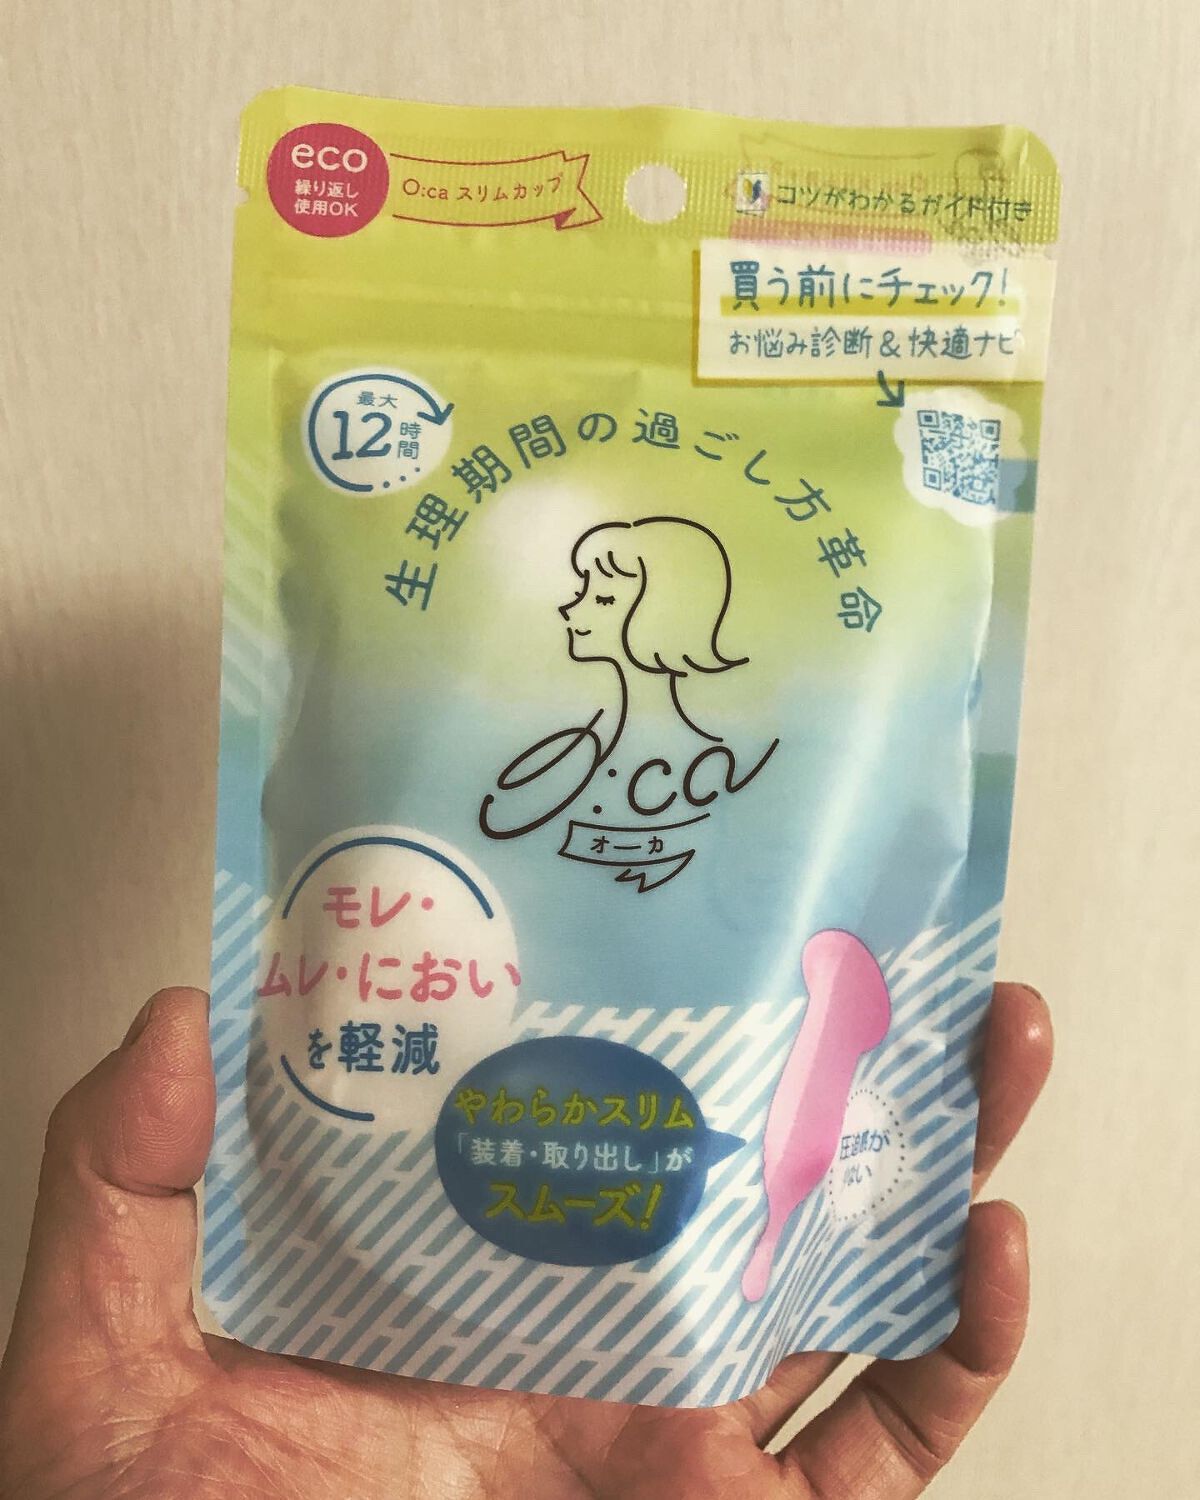 eco
繰り返し
使用OK
O:ca スリムカップ
コツがわかるガイド付き
買う前にチェック!
お悩み診断&快適ナビ
最大
12時間
生理期間の過ごし方革命
O:ca
オーカ
モレ・
ムレ・におい
を軽減
やわらかスリム
「装着・取り出し」が
スムーズ!
圧迫感が